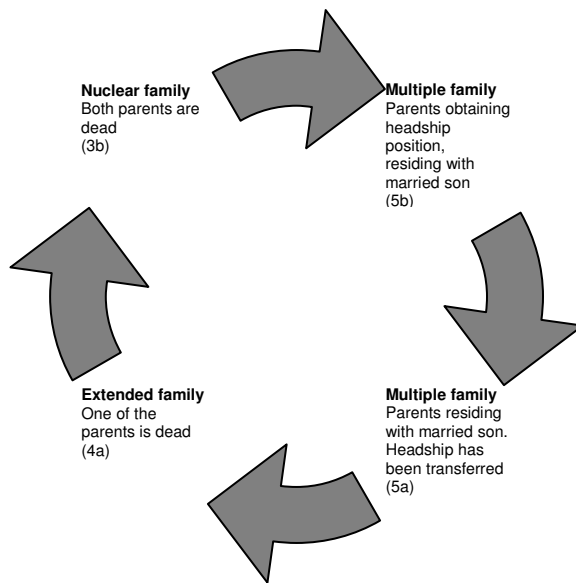 Nuclear family
Both parents are
dead
(3b)
Multiple family
Parents obtaining
headship
position,
residing with
married son
(5b)
Extended family
One of the
parents is dead
(4a)
Multiple family
Parents residing
with married son.
Headship has
been transferred
(5a)